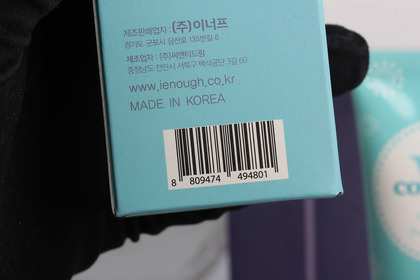 제조판매업자 : (주)이너프
경기도 군포시 당산로 135번길 6
제조업자 : (주)씨엔티드림
충청남도 천안시 서북구 백석공단 3길 60
www.ienough.co.kr
MADE IN KOREA
8 809474 494801